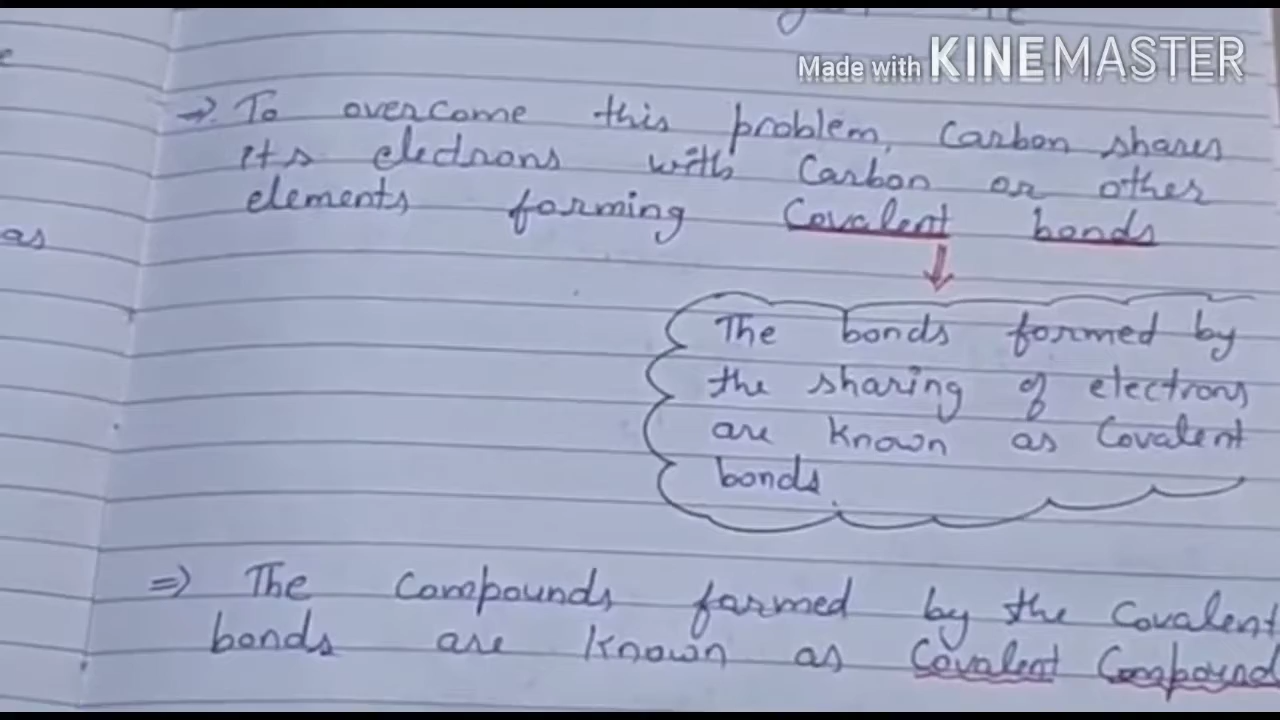 Made with KINEMASTER
as
→ To overcome this problem, Carbon shares
its electrons with Carbon or other
elements forming Covalent bonds
The bonds formed by
the sharing of electrons
are known as Covalent
bonds.
⇒ The Compounds formed by the Covalent
bonds are known as Covalent Compound